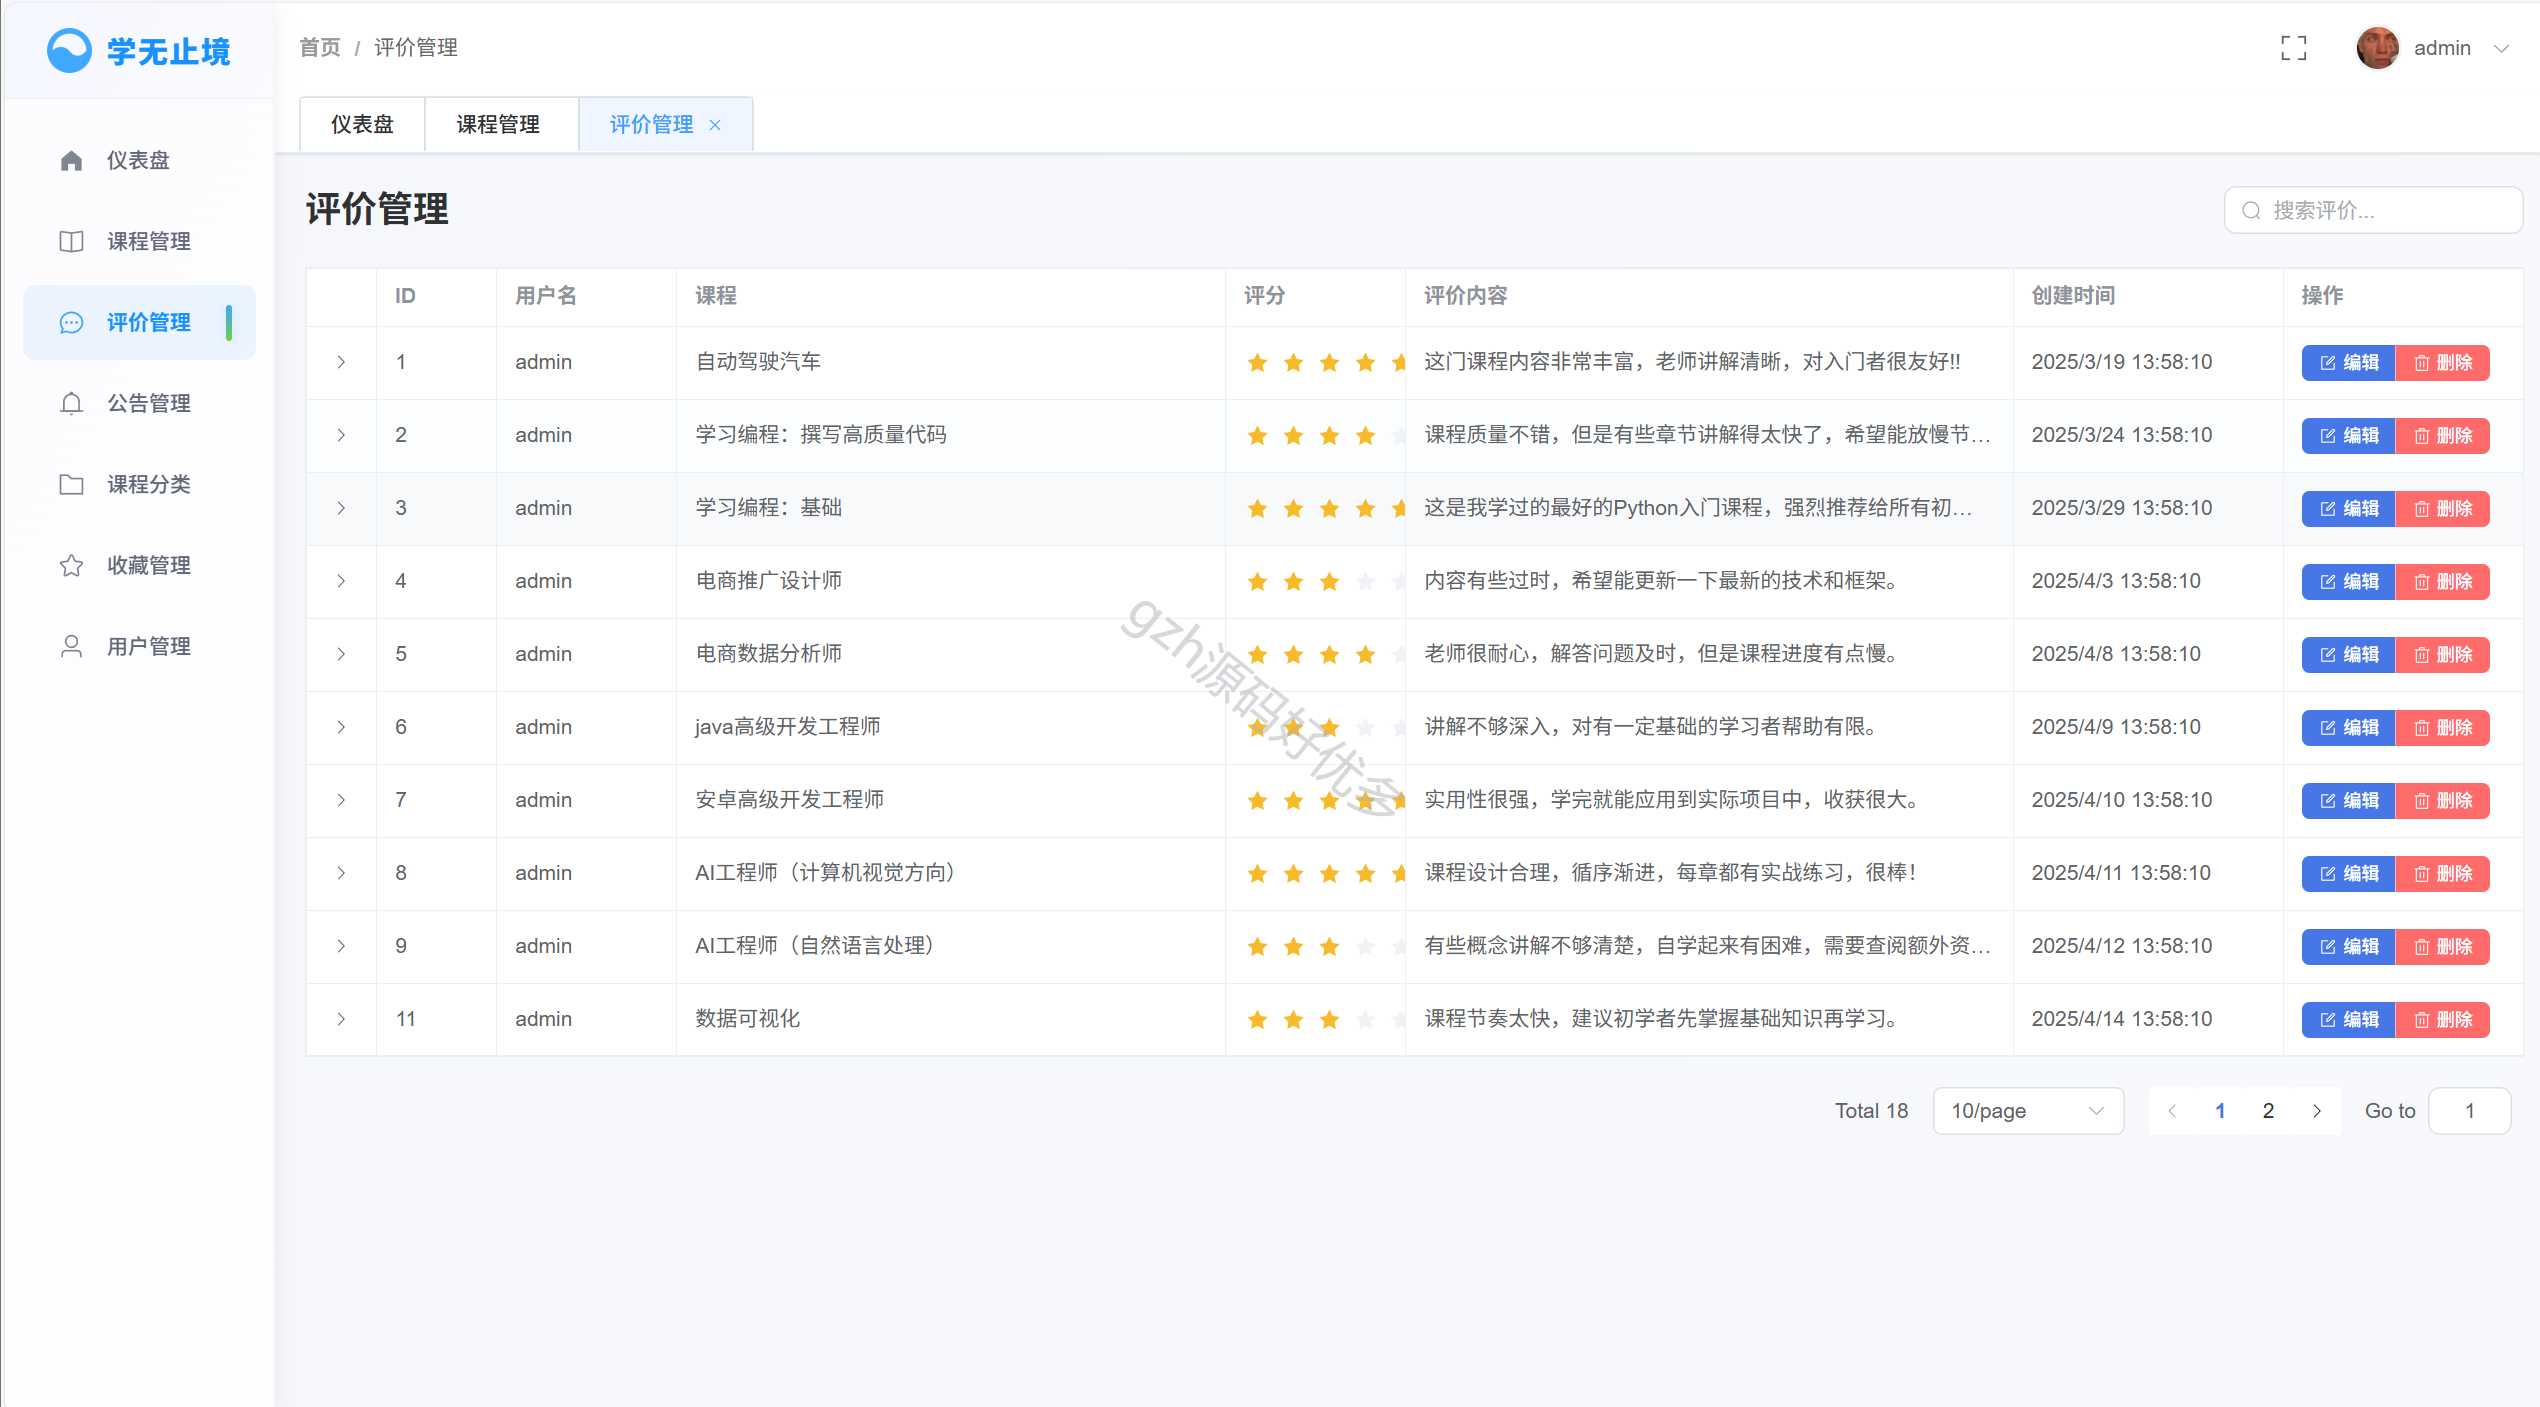 学无止境
首页 / 评价管理
admin
仪表盘 课程管理 评价管理
仪表盘
课程管理
评价管理
公告管理
课程分类
收藏管理
用户管理
评价管理
搜索评价...
ID 用户名 课程 评分 评价内容 创建时间 操作
1 admin 自动驾驶汽车 这门课程内容非常丰富，老师讲解清晰，对入门者很友好!! 2025/3/19 13:58:10 编辑 删除
2 admin 学习编程：撰写高质量代码 课程质量不错，但是有些章节讲解得太快了，希望能放慢节… 2025/3/24 13:58:10 编辑 删除
3 admin 学习编程：基础 这是我学过的最好的Python入门课程，强烈推荐给所有初… 2025/3/29 13:58:10 编辑 删除
4 admin 电商推广设计师 内容有些过时，希望能更新一下最新的技术和框架。 2025/4/3 13:58:10 编辑 删除
5 admin 电商数据分析师 老师很耐心，解答问题及时，但是课程进度有点慢。 2025/4/8 13:58:10 编辑 删除
6 admin java高级开发工程师 讲解不够深入，对有一定基础的学习者帮助有限。 2025/4/9 13:58:10 编辑 删除
7 admin 安卓高级开发工程师 实用性很强，学完就能应用到实际项目中，收获很大。 2025/4/10 13:58:10 编辑 删除
8 admin AI工程师（计算机视觉方向） 课程设计合理，循序渐进，每章都有实战练习，很棒！ 2025/4/11 13:58:10 编辑 删除
9 admin AI工程师（自然语言处理） 有些概念讲解不够清楚，自学起来有困难，需要查阅额外资… 2025/4/12 13:58:10 编辑 删除
11 admin 数据可视化 课程节奏太快，建议初学者先掌握基础知识再学习。 2025/4/14 13:58:10 编辑 删除
gzh源码好优多
Total 18 10/page 1 2 Go to 1